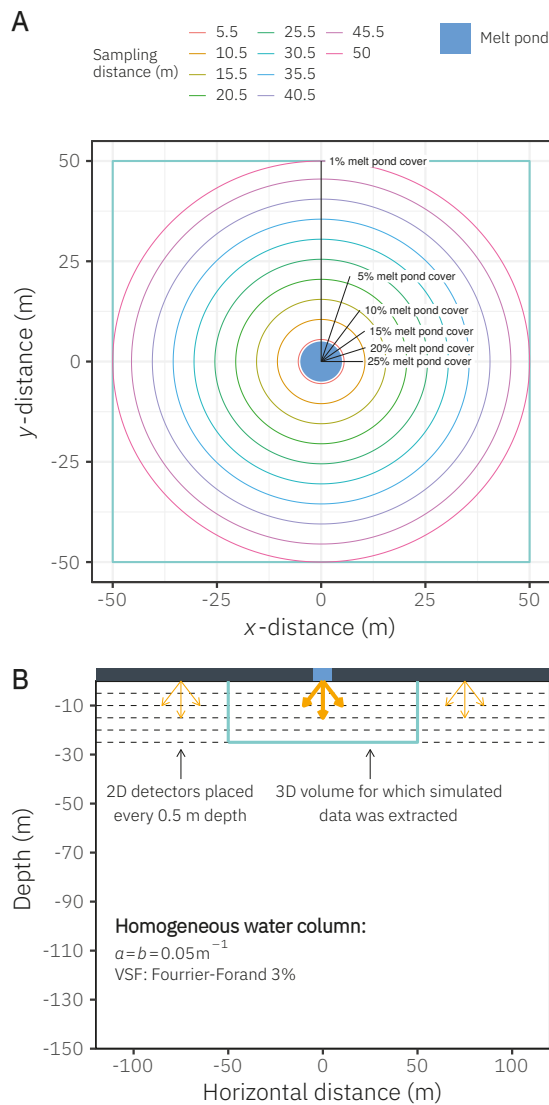 A
Sampling
distance (m)
5.5
10.5
15.5
20.5
25.5
30.5
35.5
40.5
45.5
50
Melt pond
50
25
0
-25
-50
y-distance (m)
1% melt pond cover
5% melt pond cover
10% melt pond cover
15% melt pond cover
20% melt pond cover
25% melt pond cover
-50
-25
0
25
50
x-distance (m)
B
-10
-30
-50
-70
-90
-110
-130
-150
Depth (m)
2D detectors placed
every 0.5 m depth
3D volume for which simulated
data was extracted
Homogeneous water column:
a=b=0.05m⁻¹
VSF: Fourrier-Forand 3%
-100
-50
0
50
100
Horizontal distance (m)